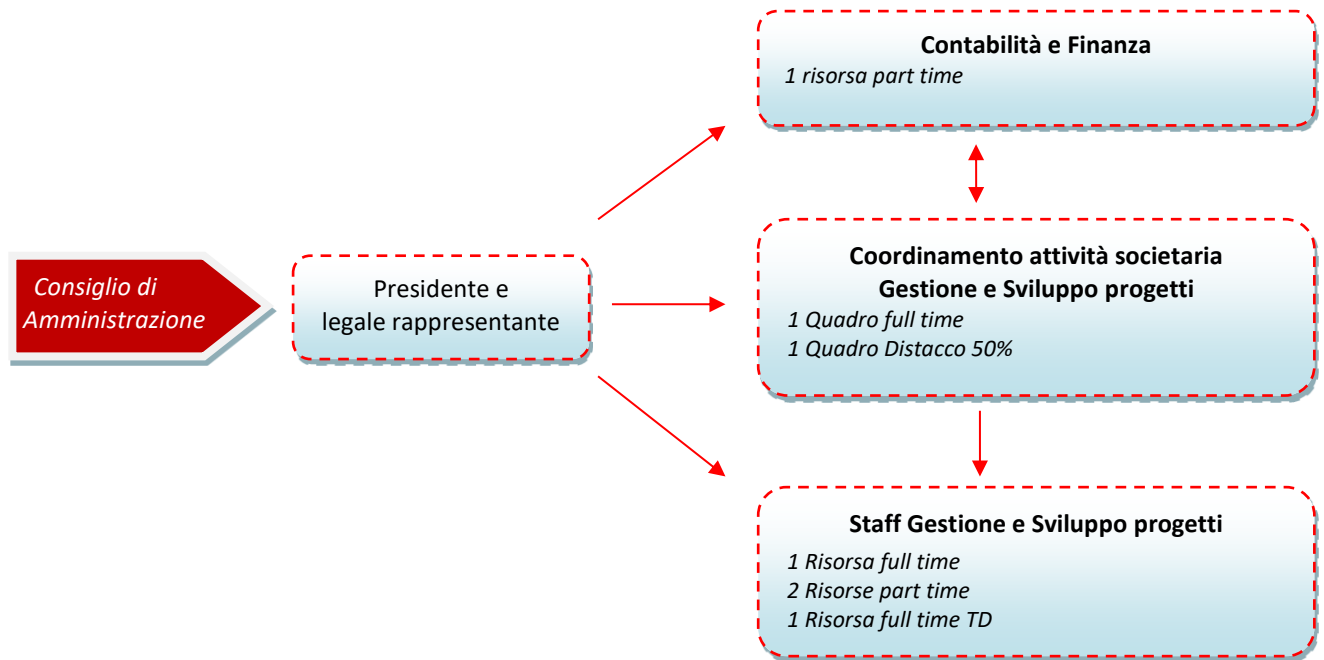 Contabilità e Finanza
1 risorsa part time
Consiglio di
Amministrazione
Presidente e
legale rappresentante
Coordinamento attività societaria
Gestione e Sviluppo progetti
1 Quadro full time
1 Quadro Distacco 50%
Staff Gestione e Sviluppo progetti
1 Risorsa full time
2 Risorse part time
1 Risorsa full time TD